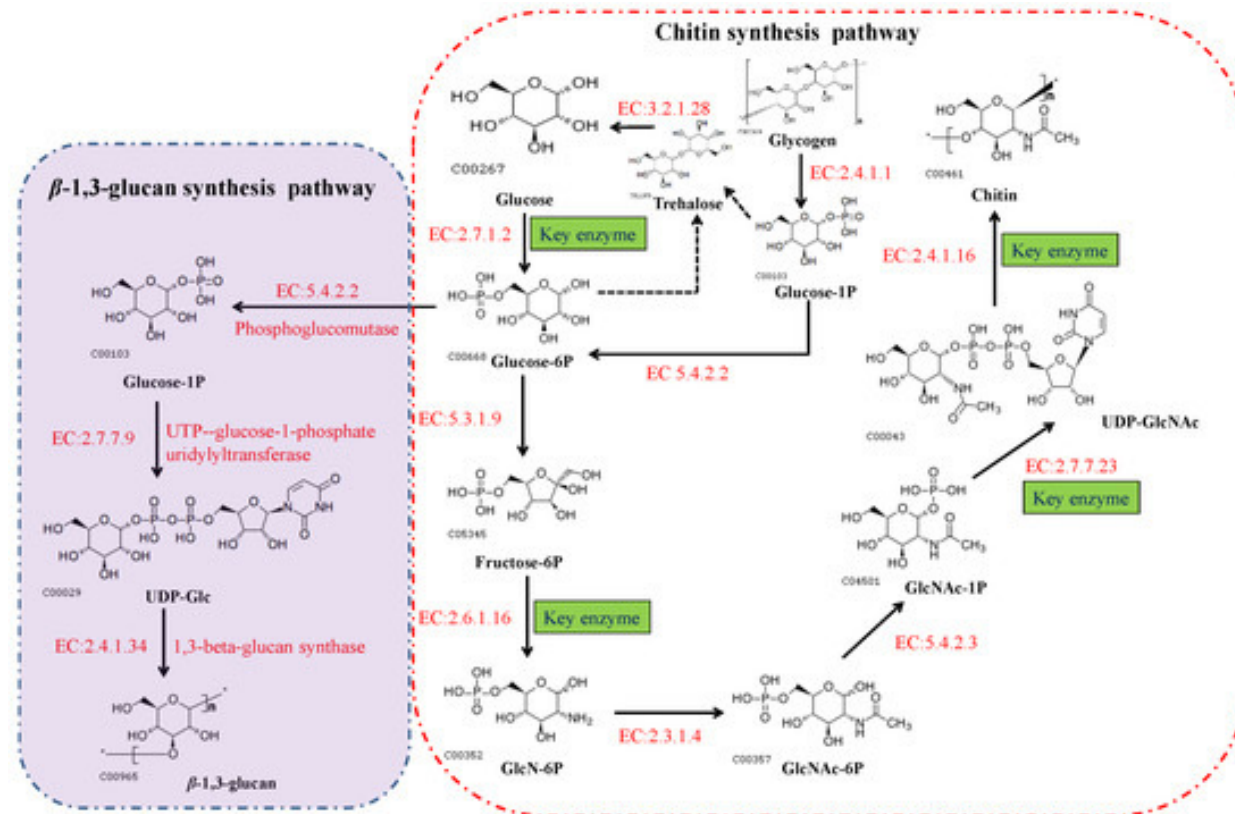 Chitin synthesis pathway
β-1,3-glucan synthesis pathway
C00267
Glucose
EC:3.2.1.28
Trehalose
Glycogen
EC:2.4.1.1
C00103
Glucose-1P
EC:2.7.1.2
Key enzyme
C00668
Glucose-6P
EC 5.4.2.2
EC:5.4.2.2
Phosphoglucomutase
C00103
Glucose-1P
EC:2.7.7.9
UTP--glucose-1-phosphate
uridylyltransferase
C00029
UDP-Glc
EC:2.4.1.34
1,3-beta-glucan synthase
C00965
β-1,3-glucan
EC:5.3.1.9
C05345
Fructose-6P
EC:2.6.1.16
Key enzyme
C00352
GlcN-6P
EC:2.3.1.4
C00357
GlcNAc-6P
EC:5.4.2.3
C04501
GlcNAc-1P
EC:2.7.7.23
Key enzyme
C00043
UDP-GlcNAc
EC:2.4.1.16
Key enzyme
C00461
Chitin